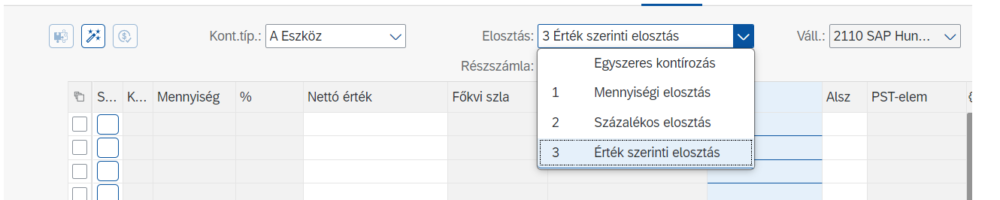 Kont.típ.: A Eszköz Elosztás: 3 Érték szerinti elosztás Váll.: 2110 SAP Hun...
Részszámla:
Egyszeres kontírozás
S... K... Mennyiség % Nettó érték Főkvi szla Alsz PST-elem
1 Mennyiségi elosztás
2 Százalékos elosztás
3 Érték szerinti elosztás